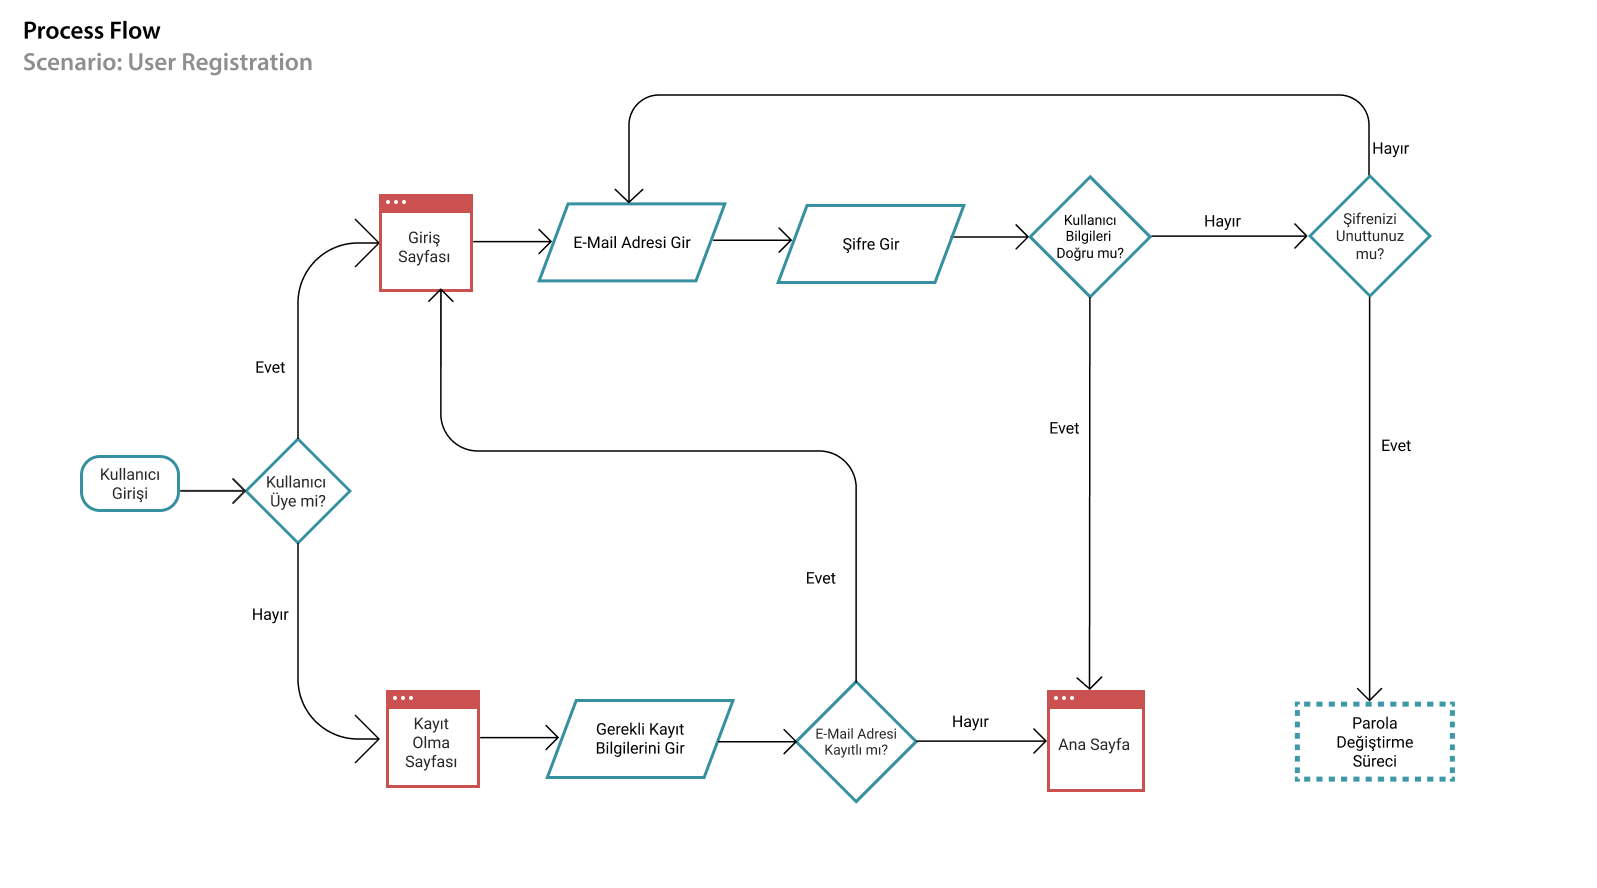 Process Flow
Scenario: User Registration
Hayır
Giriş
Sayfası
E-Mail Adresi Gir
Şifre Gir
Kullanıcı
Bilgileri
Doğru mu?
Hayır
Şifrenizi
Unuttunuz
mu?
Evet
Evet
Evet
Kullanıcı
Girişi
Kullanıcı
Üye mi?
Evet
Hayır
Kayıt
Olma
Sayfası
Gerekli Kayıt
Bilgilerini Gir
E-Mail Adresi
Kayıtlı mı?
Hayır
Ana Sayfa
Parola
Değiştirme
Süreci